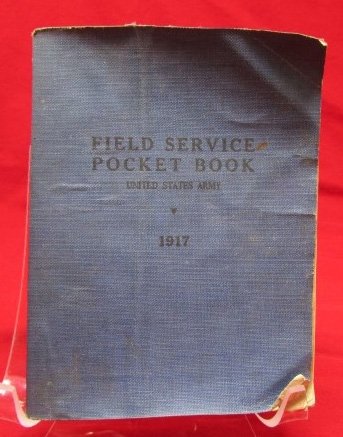 FIELD SERVICE
POCKET BOOK
UNITED STATES ARMY
1917